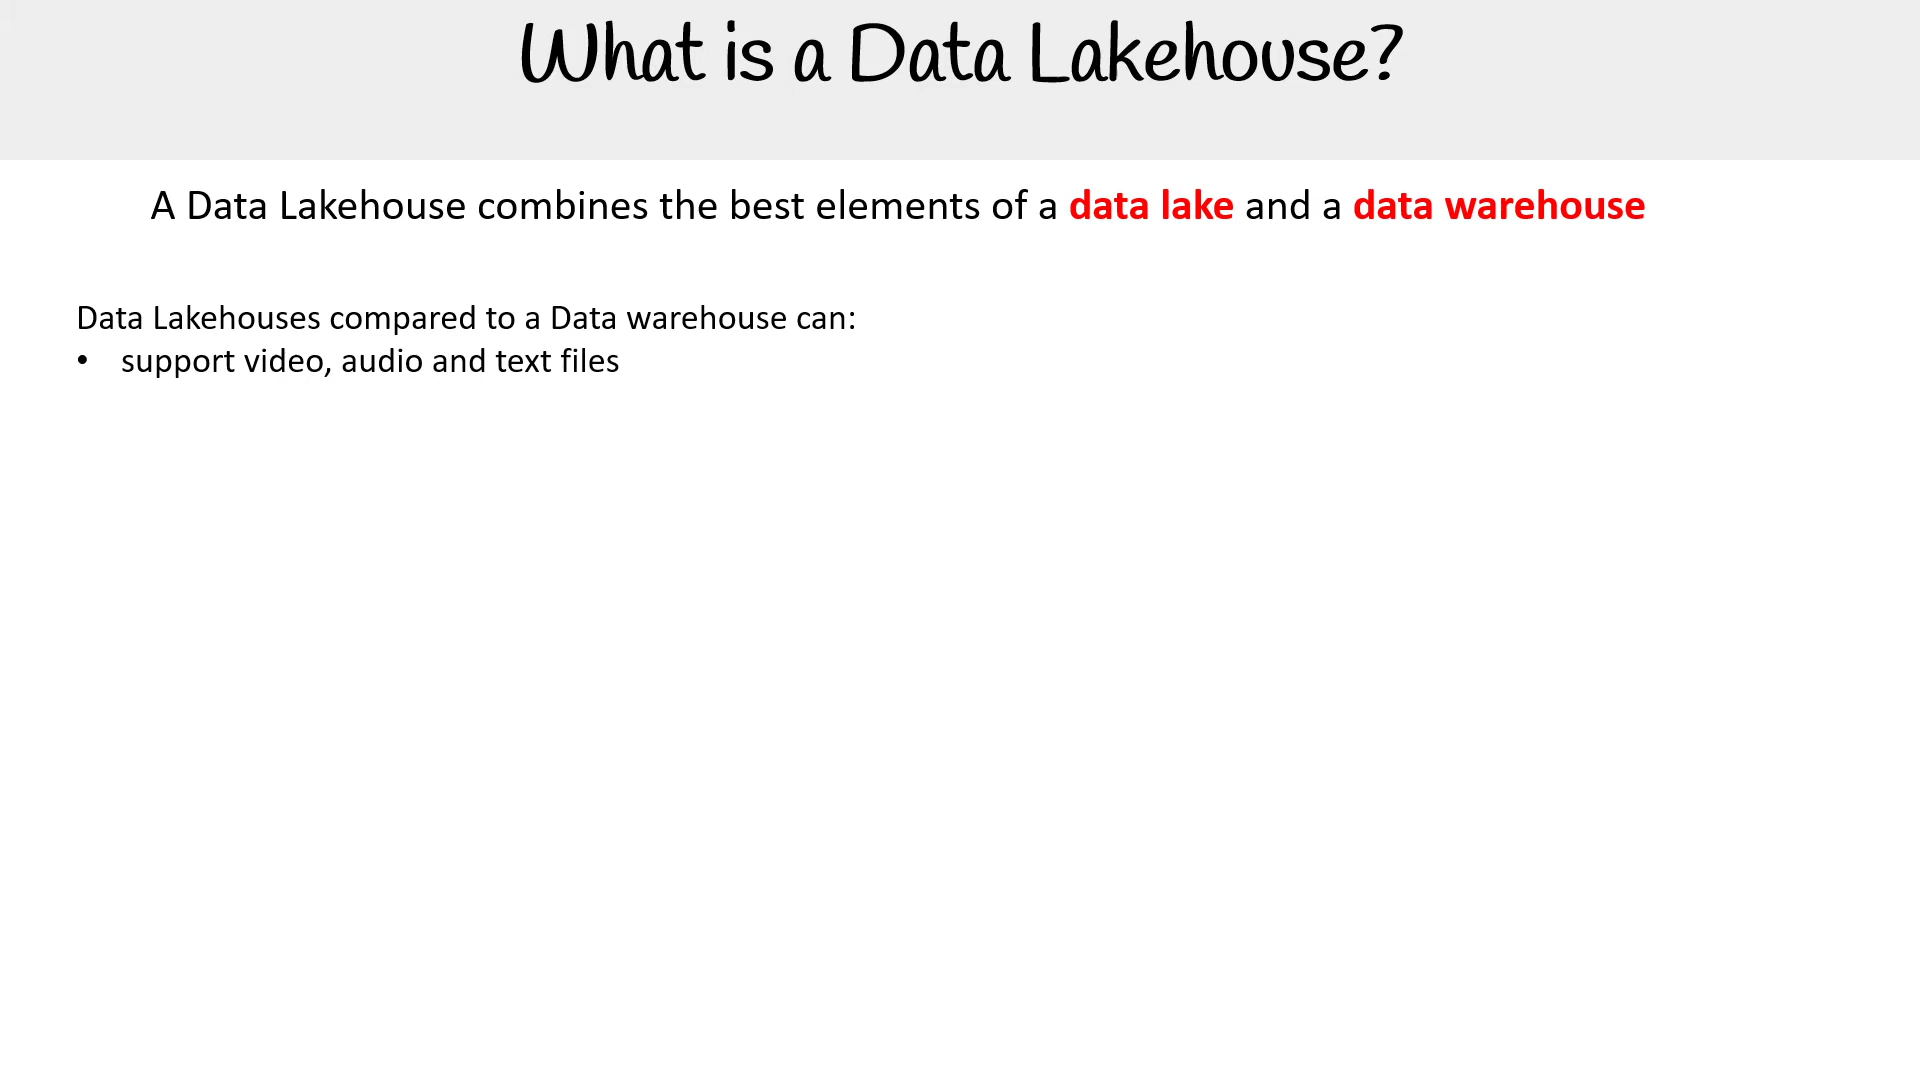 What is a Data Lakehouse?
A Data Lakehouse combines the best elements of a data lake and a data warehouse
Data Lakehouses compared to a Data warehouse can:
• support video, audio and text files